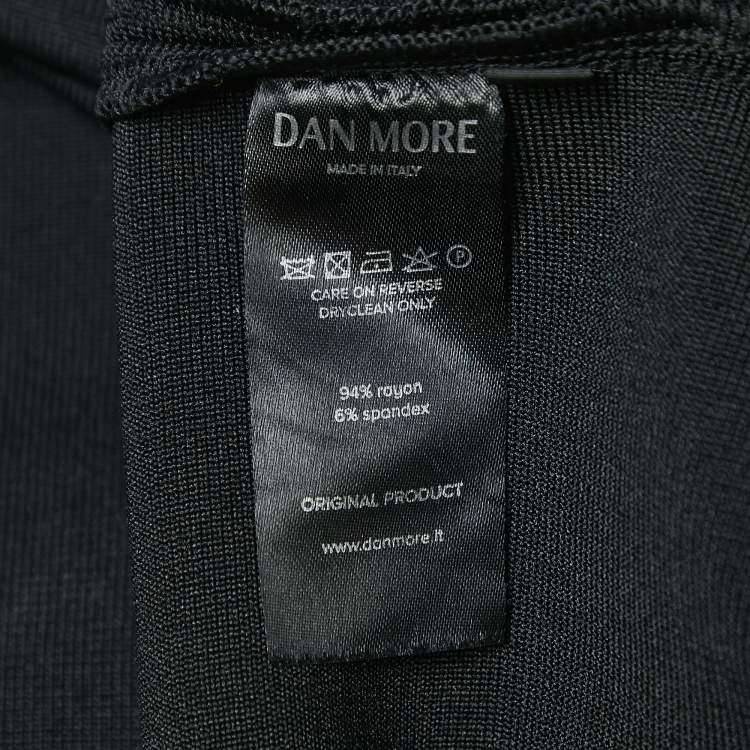 DAN MORE
MADE IN ITALY
P
CARE ON REVERSE
DRYCLEAN ONLY
94% rayon
6% spandex
ORIGINAL PRODUCT
www.danmore.it